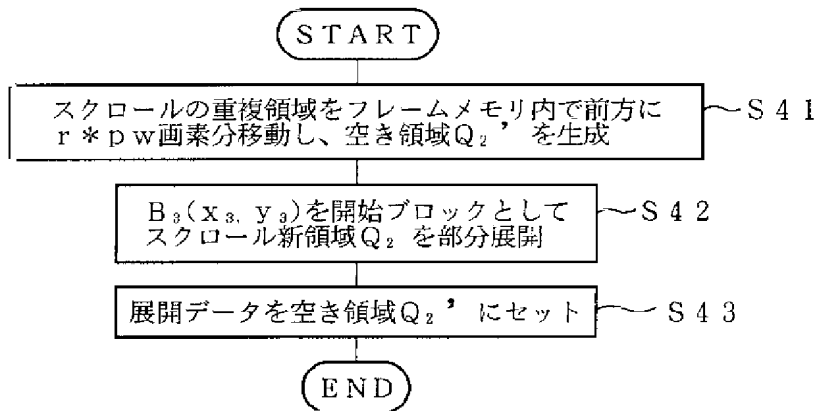 START
スクロールの重複領域をフレームメモリ内で前方に
r*pw画素分移動し、空き領域Q₂’を生成
S41
B₃(x₃, y₃)を開始ブロックとして
スクロール新領域Q₂を部分展開
S42
展開データを空き領域Q₂’にセット
S43
END